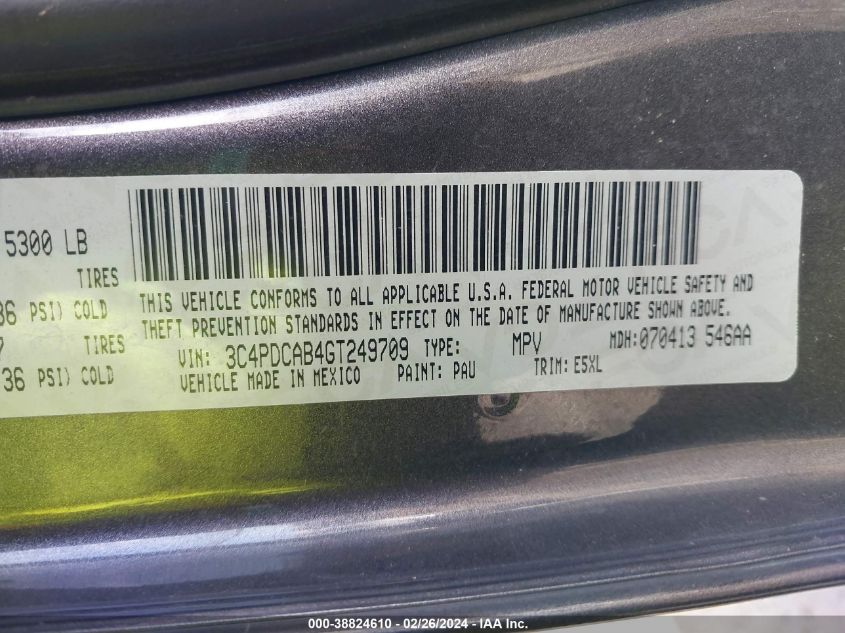 5300 LB
TIRES
36 PSI) COLD
TIRES
36 PSI) COLD
THIS VEHICLE CONFORMS TO ALL APPLICABLE U.S.A. FEDERAL MOTOR VEHICLE SAFETY AND
THEFT PREVENTION STANDARDS IN EFFECT ON THE DATE OF MANUFACTURE SHOWN ABOVE.
VIN: 3C4PDCAB4GT249709 TYPE: MPV MDH:070413 546AA
VEHICLE MADE IN MEXICO PAINT: PAU TRIM: E5XL
000-38824610 - 02/26/2024 - IAA Inc.